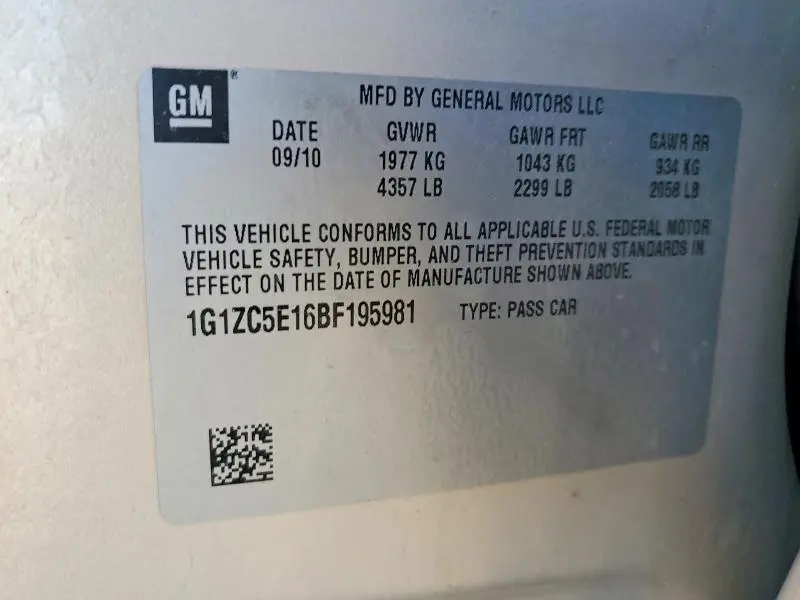 GM®
MFD BY GENERAL MOTORS LLC
DATE GVWR GAWR FRT GAWR RR
09/10 1977 KG 1043 KG 934 KG
4357 LB 2299 LB 2058 LB
THIS VEHICLE CONFORMS TO ALL APPLICABLE U.S. FEDERAL MOTOR
VEHICLE SAFETY, BUMPER, AND THEFT PREVENTION STANDARDS IN
EFFECT ON THE DATE OF MANUFACTURE SHOWN ABOVE.
1G1ZC5E16BF195981 TYPE: PASS CAR